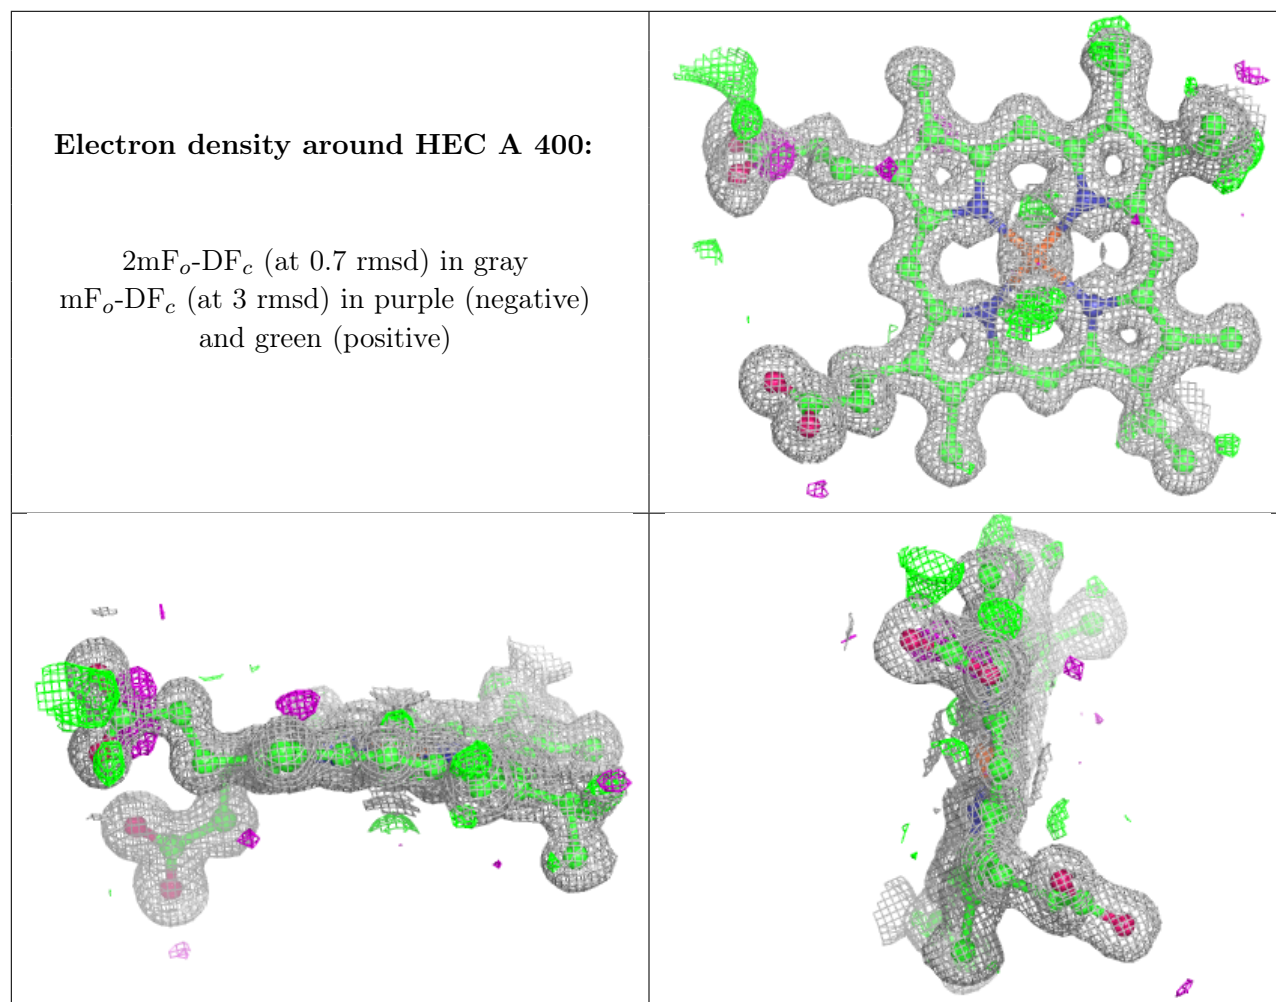 Electron density around HEC A 400:
2mFo-DFc (at 0.7 rmsd) in gray
mFo-DFc (at 3 rmsd) in purple (negative)
and green (positive)